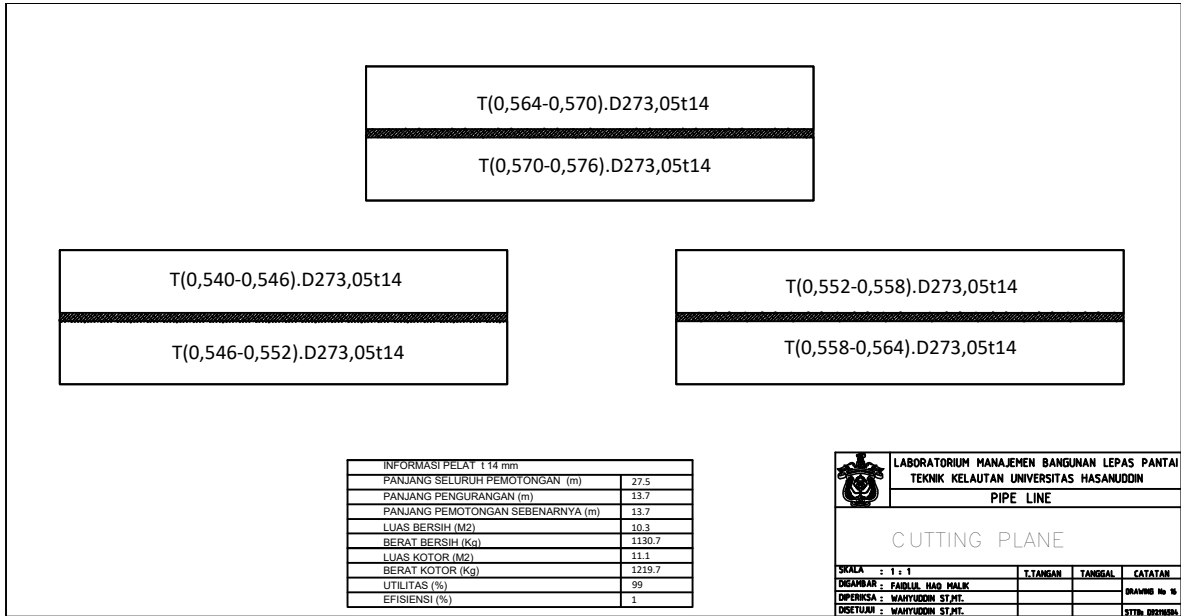 T(0,564-0,570).D273,05t14
T(0,570-0,576).D273,05t14
T(0,540-0,546).D273,05t14
T(0,546-0,552).D273,05t14
T(0,552-0,558).D273,05t14
T(0,558-0,564).D273,05t14
INFORMASI PELAT t 14 mm
PANJANG SELURUH PEMOTONGAN (m) 27.5
PANJANG PENGURANGAN (m) 13.7
PANJANG PEMOTONGAN SEBENARNYA (m) 13.7
LUAS BERSIH (M2) 10.3
BERAT BERSIH (Kg) 1130.7
LUAS KOTOR (M2) 11.1
BERAT KOTOR (Kg) 1219.7
UTILITAS (%) 99
EFISIENSI (%) 1
LABORATORIUM MANAJEMEN BANGUNAN LEPAS PANTAI
TEKNIK KELAUTAN UNIVERSITAS HASANUDDIN
PIPE LINE
CUTTING PLANE
SKALA : 1 : 1 T.TANGAN TANGGAL CATATAN
DIGAMBAR : FAIDLUL HAQ MALIK
DIPERIKSA : WAHYUDDIN ST,MT.
DRAWING No 16
DISETUJUI : WAHYUDDIN ST,MT.